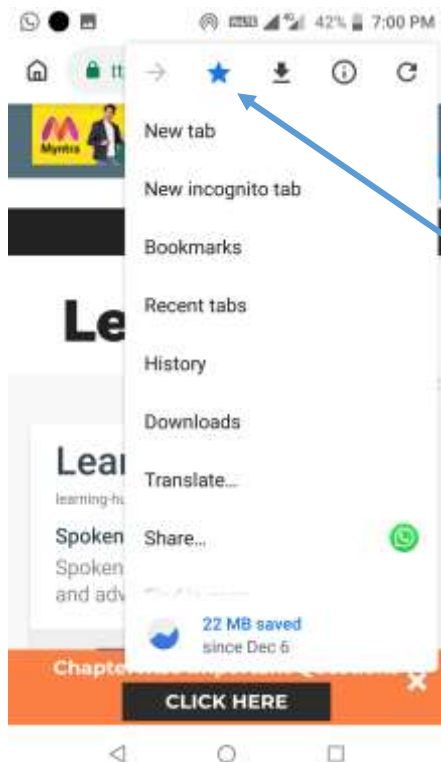 42% 7:00 PM
Myntra
New tab
New incognito tab
Bookmarks
Le
Recent tabs
History
Downloads
Lear
Translate...
learning-hu
Spoken
Share...
Spoken
and adv
22 MB saved
since Dec 6
CLICK HERE